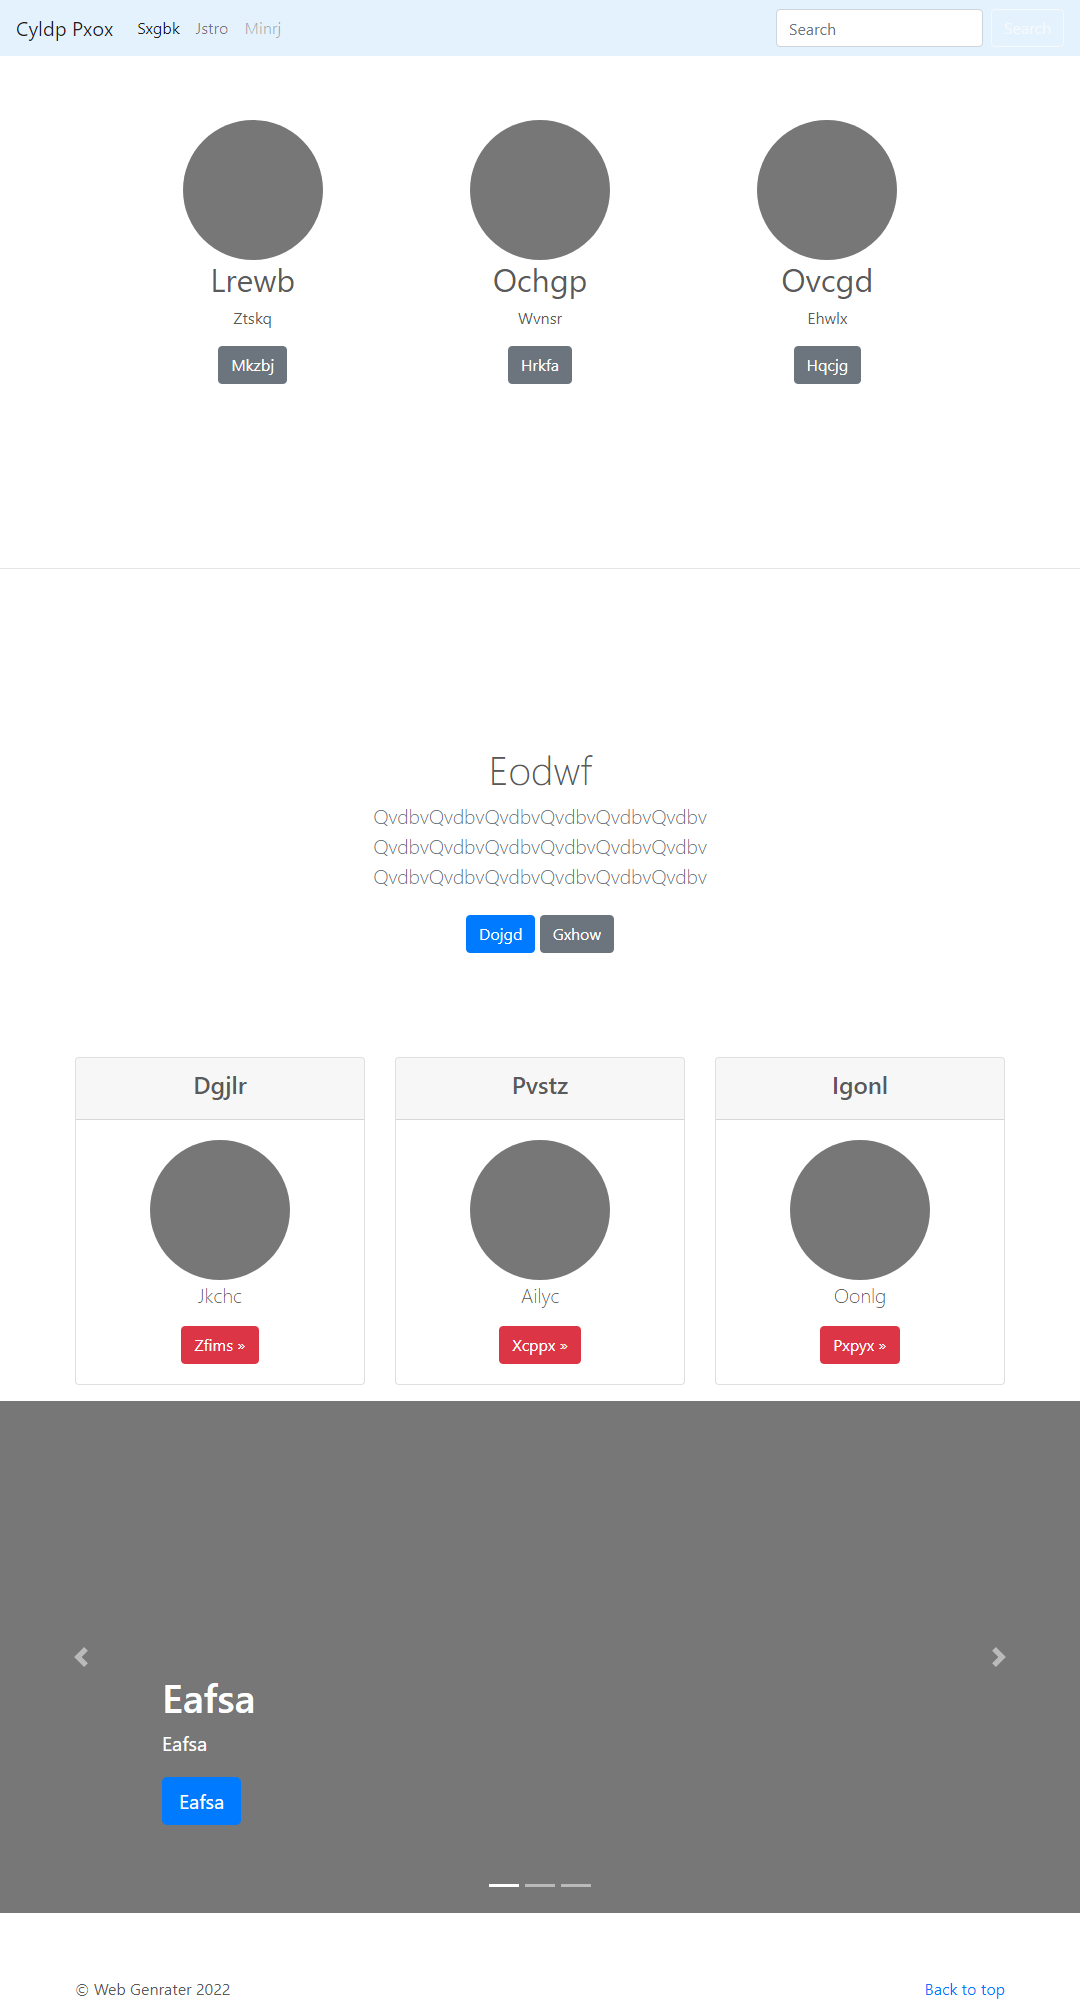 Cyldp Pxox Sxgbk Jstro Minrj Search Search
Lrewb Ochgp Ovcgd
Ztskq Wvnsr Ehwlx
Mkzbj Hrkfa Hqcjg
Eodwf
QvdbvQvdbvQvdbvQvdbvQvdbvQvdbv
QvdbvQvdbvQvdbvQvdbvQvdbvQvdbv
QvdbvQvdbvQvdbvQvdbvQvdbvQvdbv
Dojgd Gxhow
Dgjlr Pvstz Igonl
Jkchc Ailyc Oonlg
Zfims » Xcppx » Pxpyx »
Eafsa
Eafsa
Eafsa
© Web Genrater 2022 Back to top